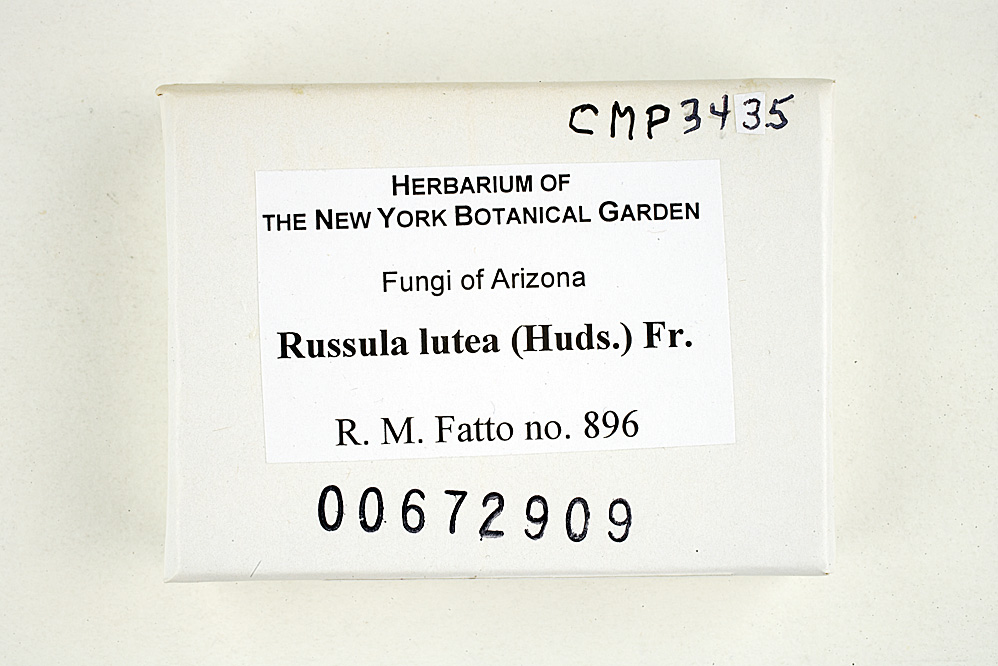 CMP3435
HERBARIUM OF
THE NEW YORK BOTANICAL GARDEN
Fungi of Arizona
Russula lutea (Huds.) Fr.
R. M. Fatto no. 896
00672909